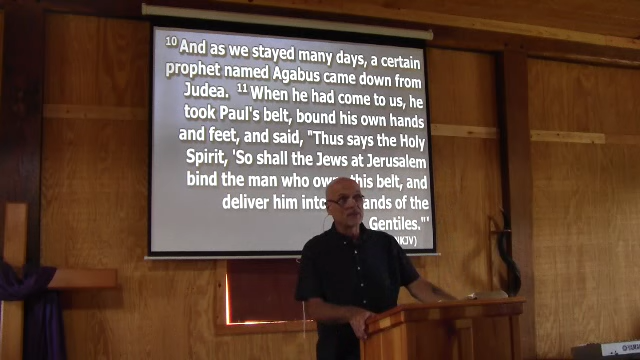 10 And as we stayed many days, a certain
prophet named Agabus came down from
Judea. 11 When he had come to us, he
took Paul's belt, bound his own hands
and feet, and said, "Thus says the Holy
Spirit, 'So shall the Jews at Jerusalem
bind the man who this belt, and
deliver him into of the
Gentiles."'
NKJV)
YAMAHA